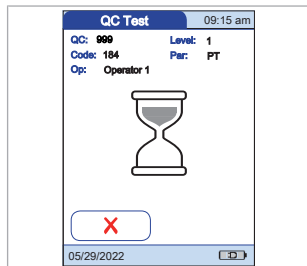 QC Test 09:15 am
QC: 999 Level: 1
Code: 184 Par: PT
Op: Operator 1
05/29/2022